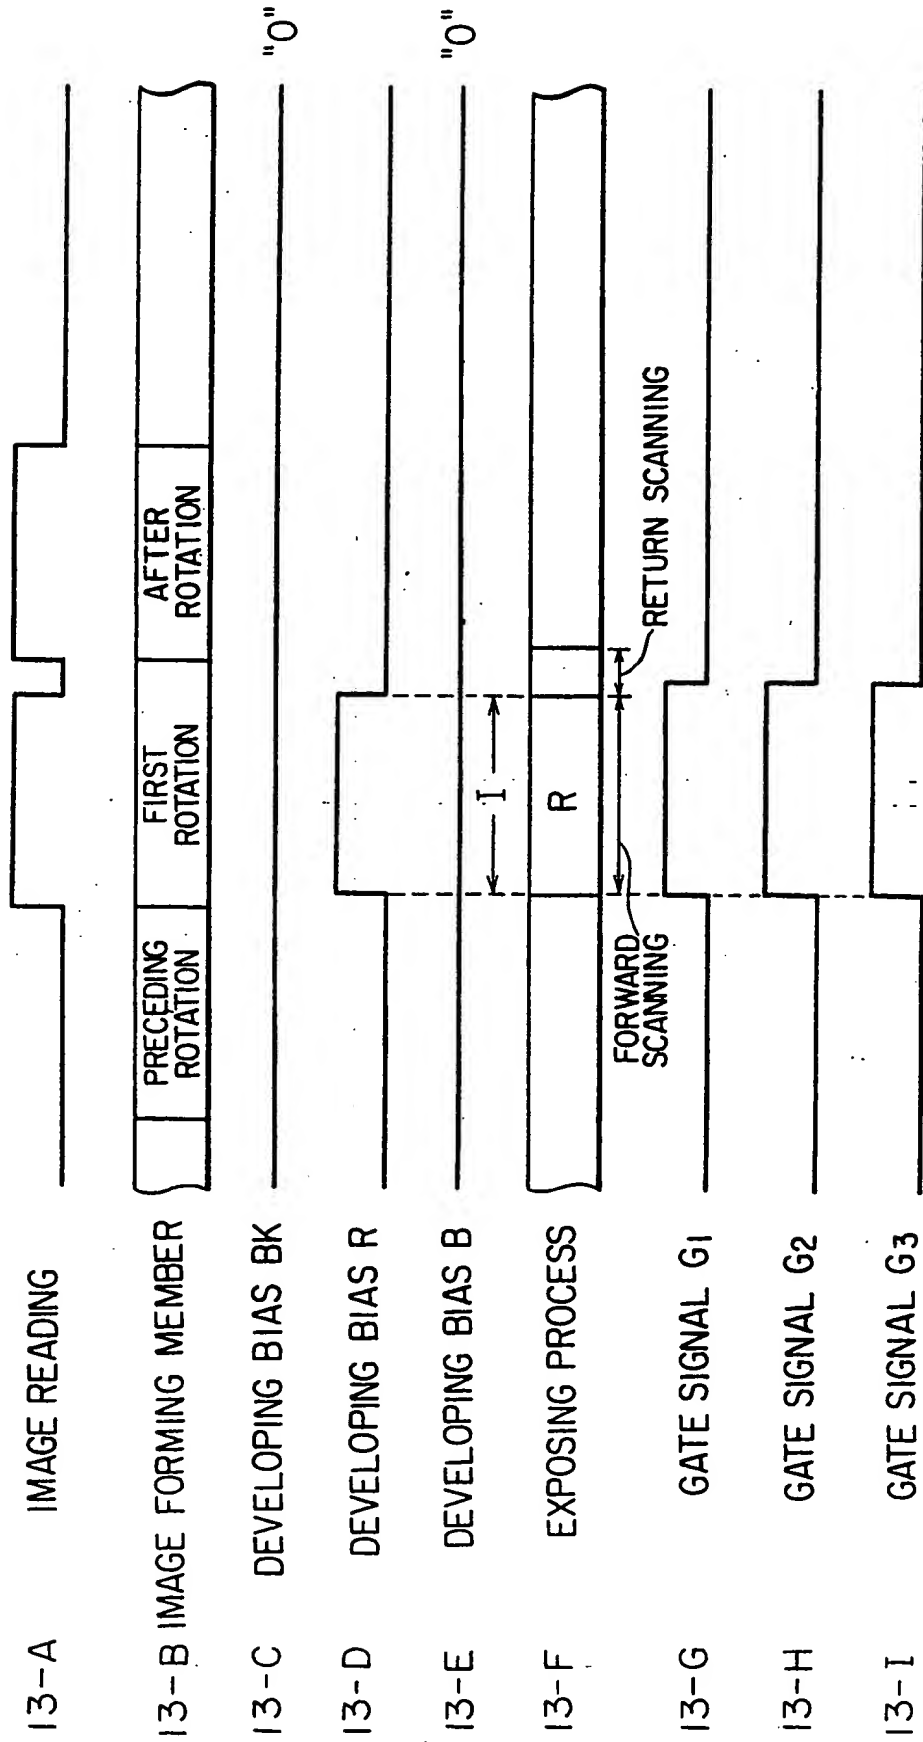 13-A IMAGE READING
13-B IMAGE FORMING MEMBER
PRECEDING
ROTATION
FIRST
ROTATION
AFTER
ROTATION
13-C DEVELOPING BIAS BK
"O"
13-D DEVELOPING BIAS R
13-E DEVELOPING BIAS B
"O"
I
13-F EXPOSING PROCESS
R
FORWARD
SCANNING
RETURN SCANNING
13-G GATE SIGNAL G1
13-H GATE SIGNAL G2
13-I GATE SIGNAL G3